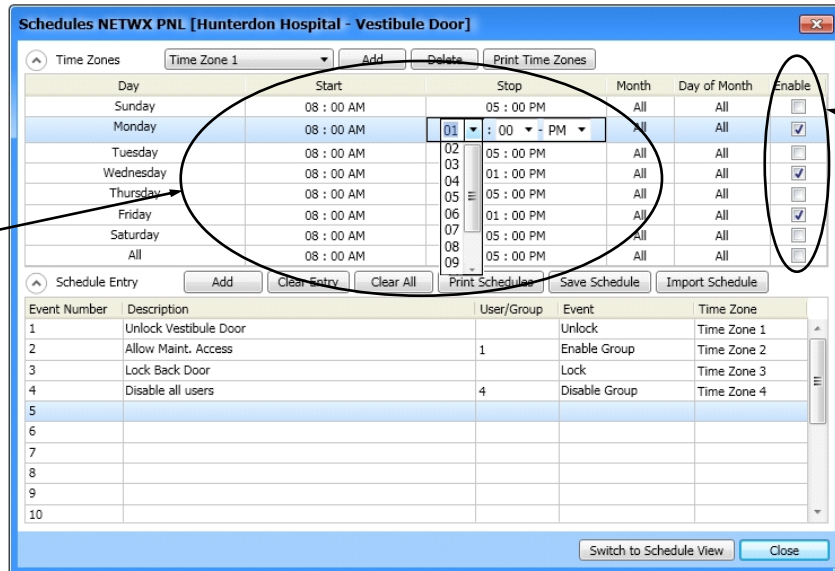 Schedules NETWX PNL [Hunterdon Hospital - Vestibule Door]
Time Zones Time Zone 1 Add Delete Print Time Zones
Day Start Stop Month Day of Month Enable
Sunday 08 : 00 AM 05 : 00 PM All All
Monday 08 : 00 AM 01 : 00 - PM All All
Tuesday 08 : 00 AM 02 05 : 00 PM All All
03
Wednesday 08 : 00 AM 04 01 : 00 PM All All
Thursday 08 : 00 AM 05 05 : 00 PM All All
Friday 08 : 00 AM 06 01 : 00 PM All All
07
Saturday 08 : 00 AM 08 05 : 00 PM All All
All 08 : 00 AM 09 05 : 00 PM All All
Schedule Entry Add Clear Entry Clear All Print Schedules Save Schedule Import Schedule
Event Number Description User/Group Event Time Zone
1 Unlock Vestibule Door Unlock Time Zone 1
2 Allow Maint. Access 1 Enable Group Time Zone 2
3 Lock Back Door Lock Time Zone 3
4 Disable all users 4 Disable Group Time Zone 4
5
6
7
8
9
10
Switch to Schedule View Close